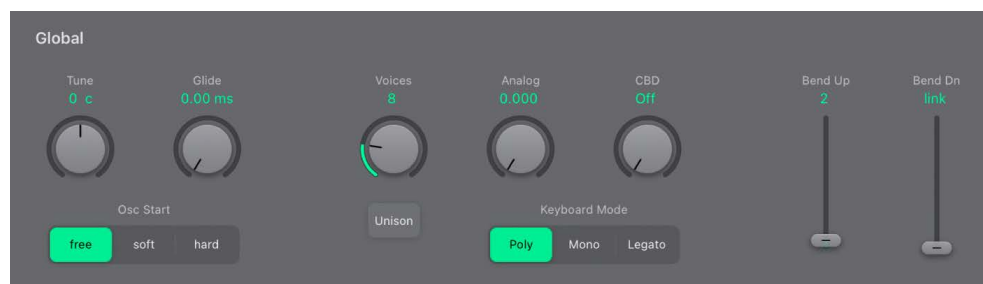 Global
Tune Glide Voices Analog CBD Bend Up Bend Dn
0 c 0.00 ms 8 0.000 Off 2 link
Osc Start Unison Keyboard Mode
free soft hard Poly Mono Legato